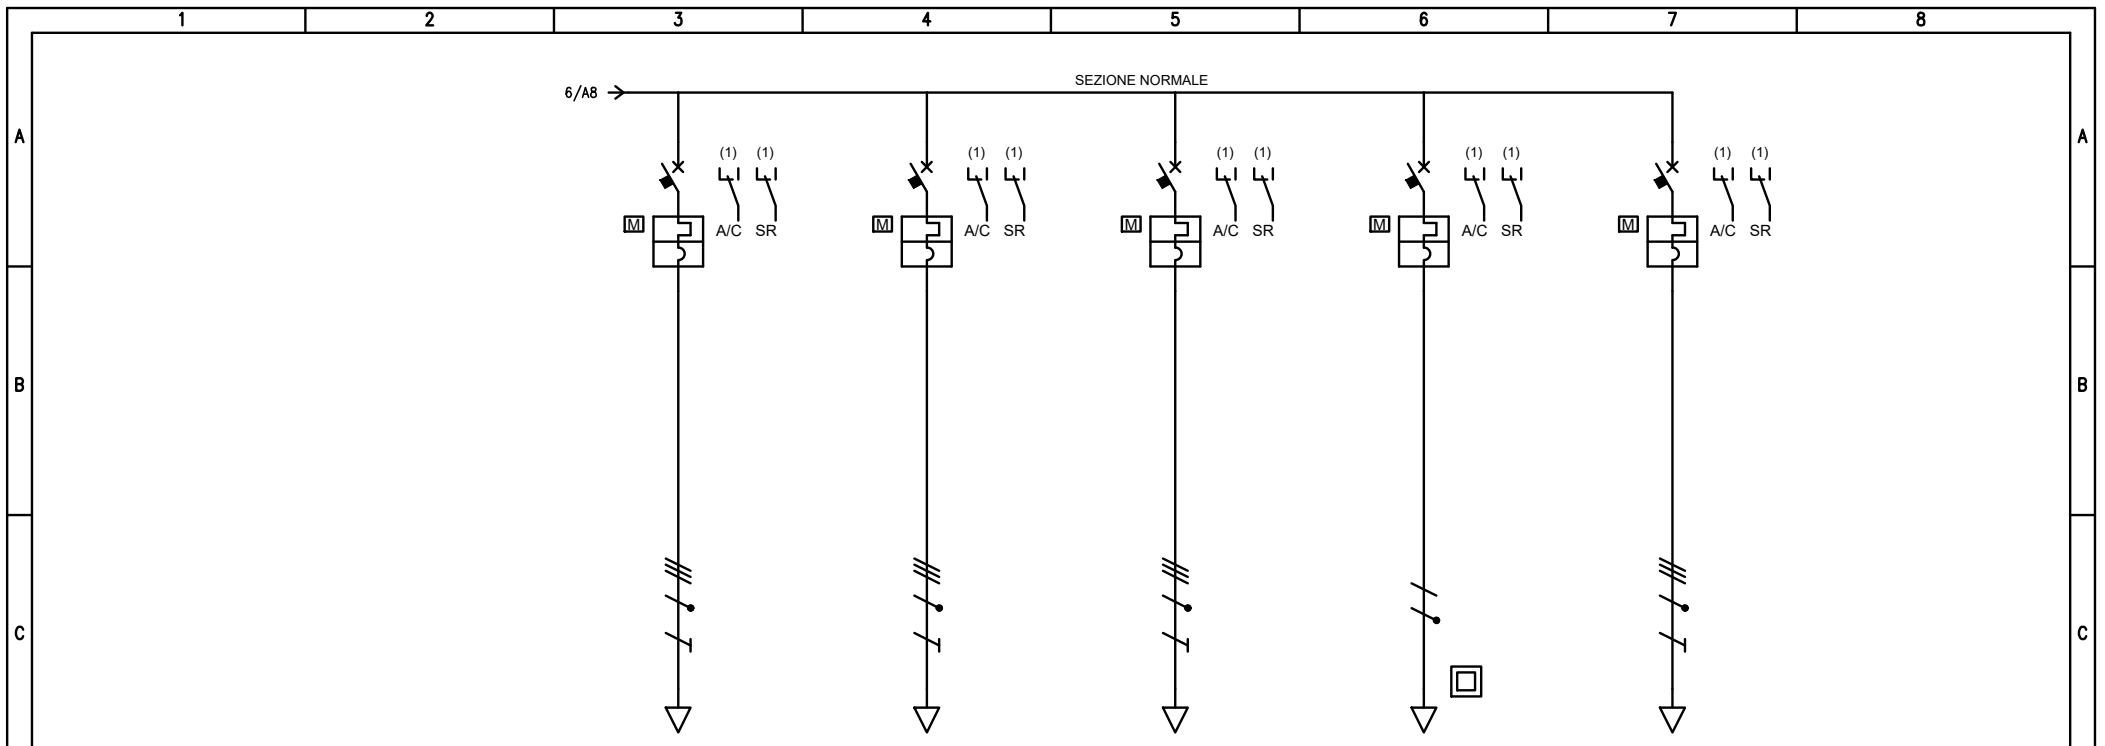 1 2 3 4 5 6 7 8
SEZIONE NORMALE
6/A8
A A
(1) (1) (1) (1) (1) (1) (1) (1) (1) (1)
M A/C SR M A/C SR M A/C SR M A/C SR M A/C SR
B B
C C